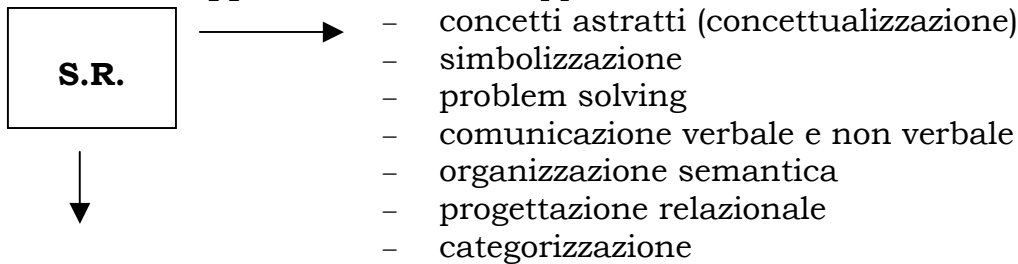 – concetti astratti (concettualizzazione)
S.R.
– simbolizzazione
– problem solving
– comunicazione verbale e non verbale
– organizzazione semantica
– progettazione relazionale
– categorizzazione